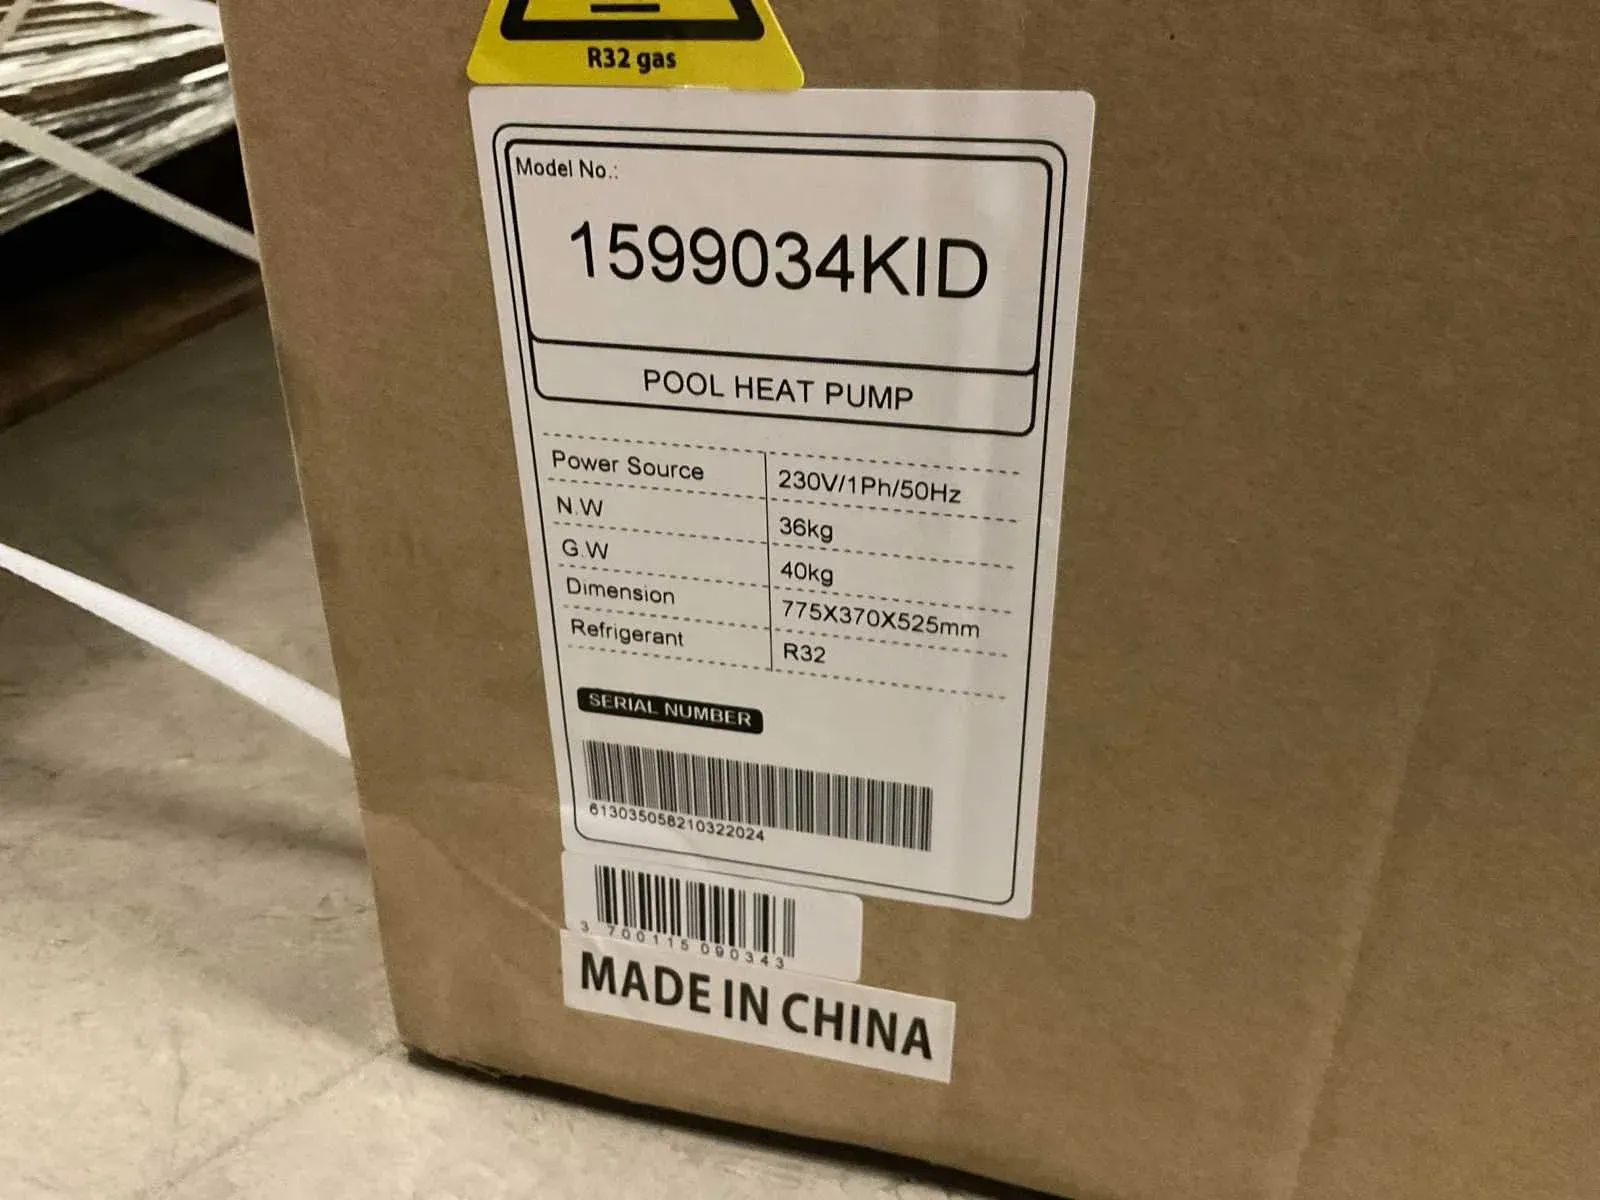 R32 gas
Model No.:
1599034KID
POOL HEAT PUMP
Power Source 230V/1Ph/50Hz
N.W 36kg
G.W 40kg
Dimension 775X370X525mm
Refrigerant R32
SERIAL NUMBER
613035058210322024
3 700115 090343
MADE IN CHINA